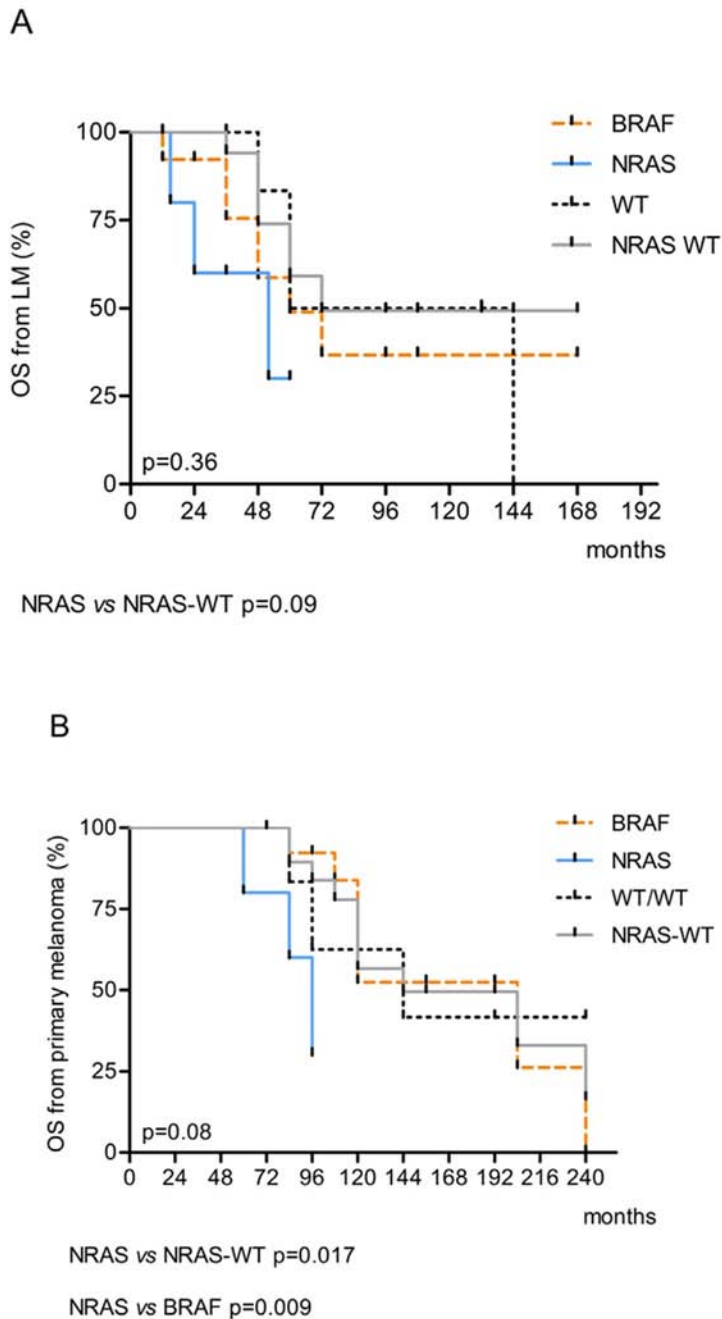 A
BRAF
NRAS
WT
NRAS WT
OS from LM (%)
100
75
50
25
0
p=0.36
0 24 48 72 96 120 144 168 192
months
NRAS vs NRAS-WT p=0.09
B
BRAF
NRAS
WT/WT
NRAS-WT
OS from primary melanoma (%)
100
75
50
25
0
p=0.08
0 24 48 72 96 120 144 168 192 216 240
months
NRAS vs NRAS-WT p=0.017
NRAS vs BRAF p=0.009